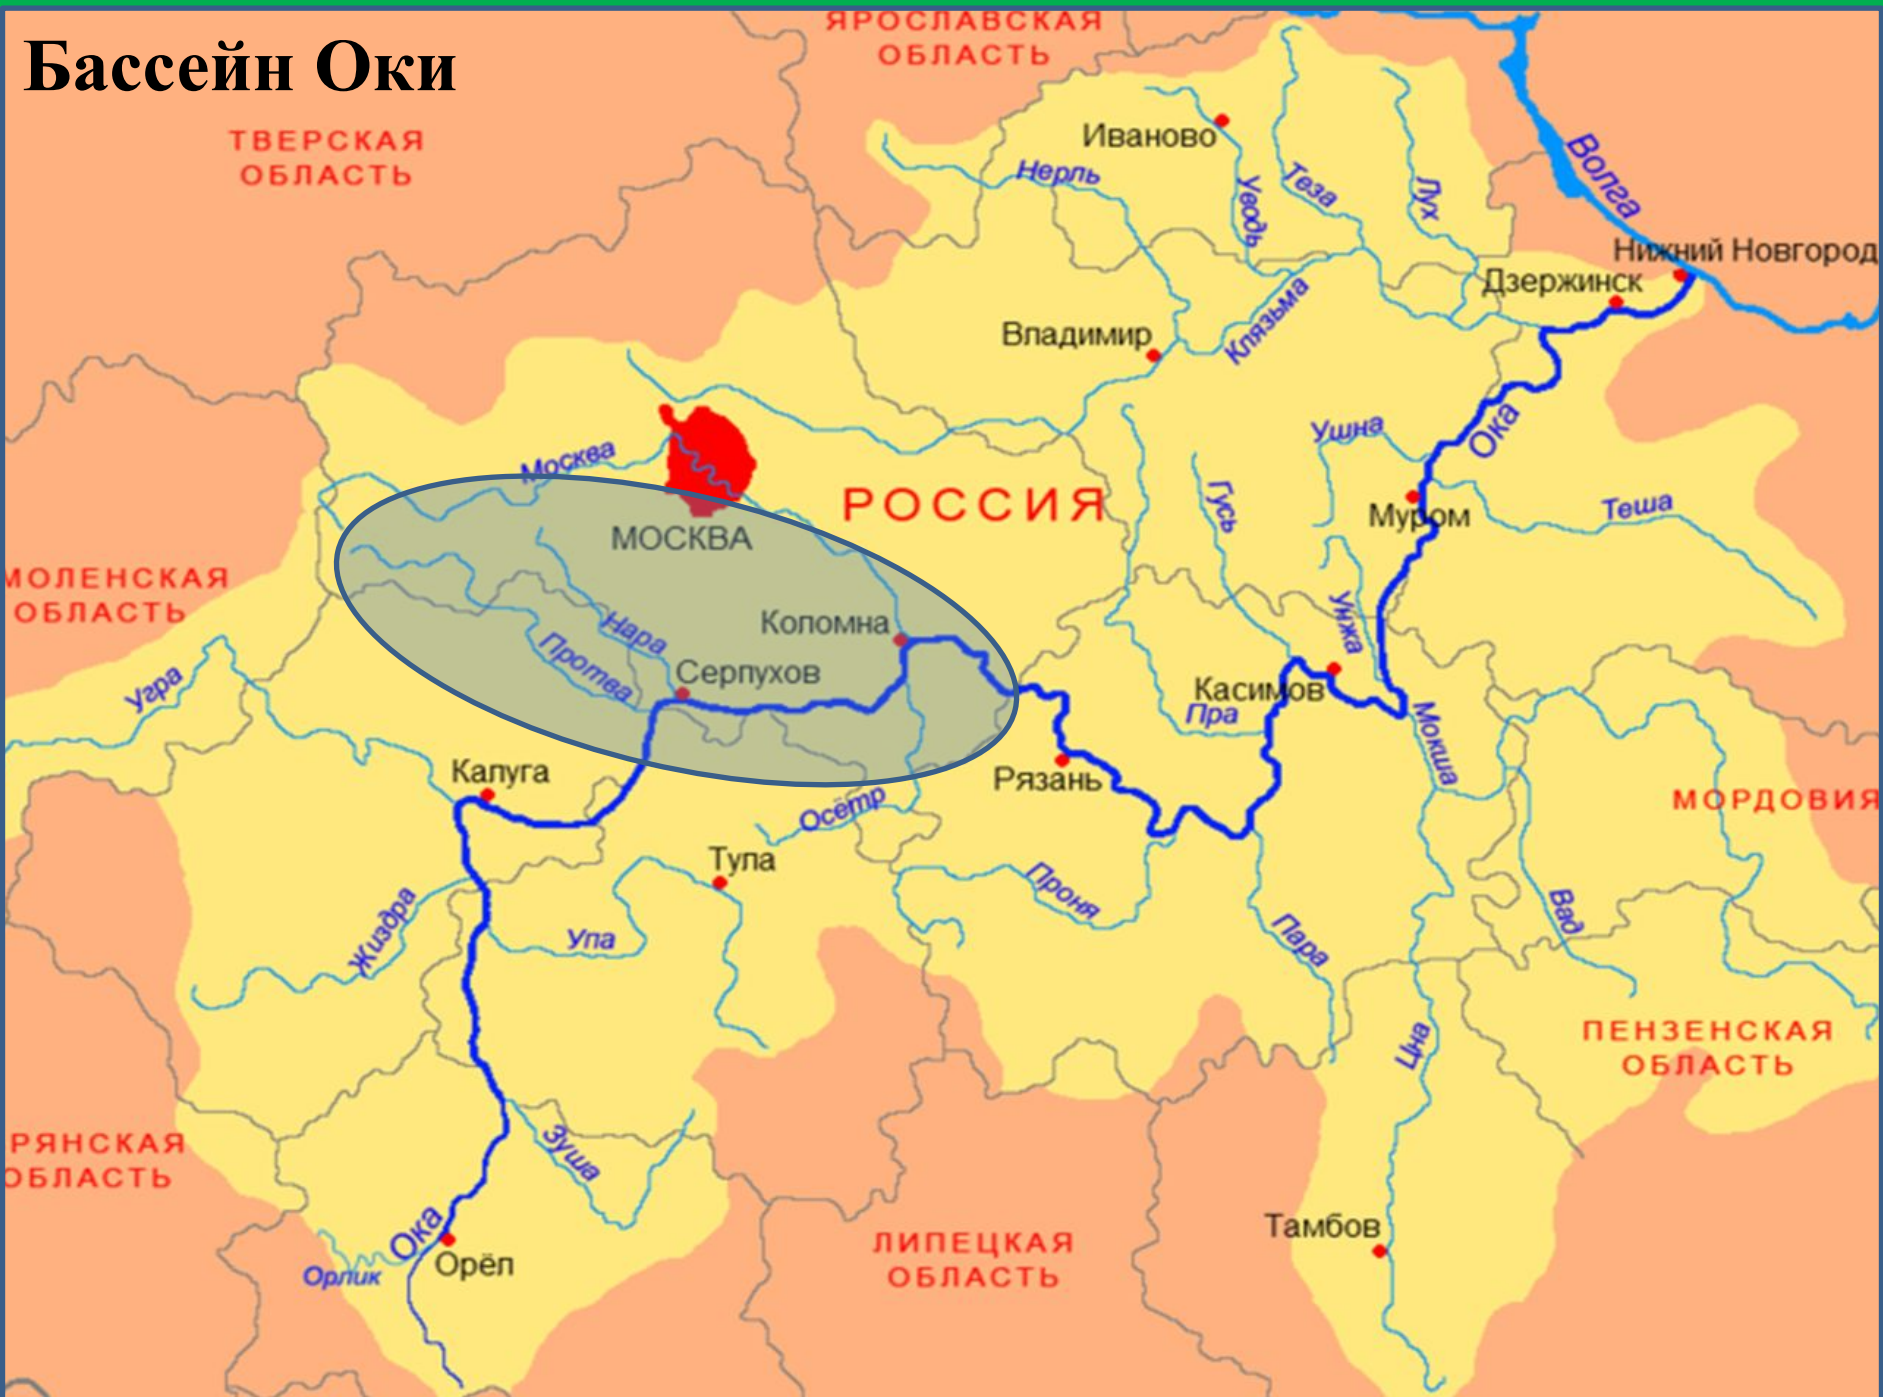 Бассейн Оки
ЯРОСЛАВСКАЯ
ОБЛАСТЬ
ТВЕРСКАЯ
ОБЛАСТЬ
Иваново
Нерль
Уводь
Теза
Лух
Волга
Нижний Новгород
Дзержинск
Владимир
Клязьма
Ока
Ушна
Москва
РОССИЯ
Гусь
Муром
Теша
МОСКВА
МОЛЕНСКАЯ
ОБЛАСТЬ
Нара
Коломна
Унжа
Протва
Серпухов
Угра
Касимов
Пра
Мокша
Калуга
Рязань
МОРДОВИЯ
Осётр
Тула
Проня
Жиздра
Упа
Пара
Вад
Цна
ПЕНЗЕНСКАЯ
ОБЛАСТЬ
РЯНСКАЯ
ОБЛАСТЬ
Зуша
Ока
Орлик
Орёл
ЛИПЕЦКАЯ
ОБЛАСТЬ
Тамбов